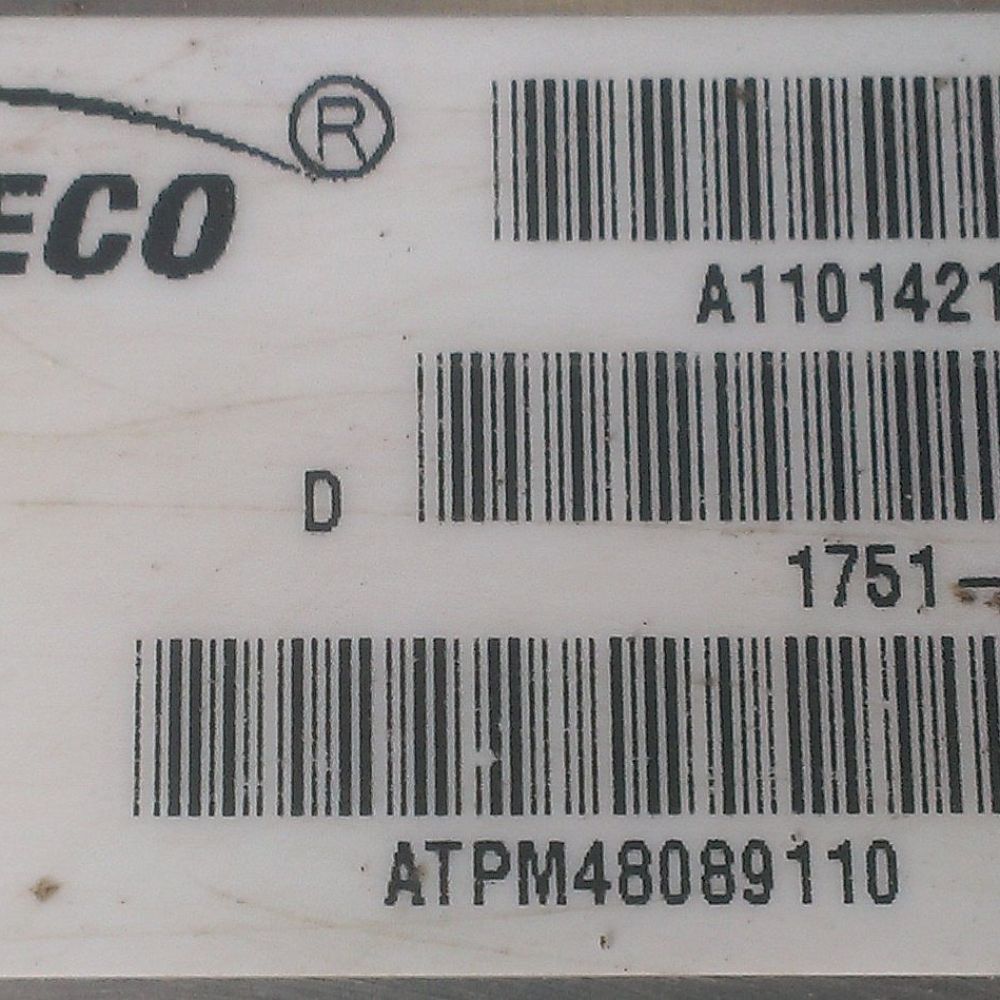 ECO ®
A1101421
D
1751-
ATPM48089110